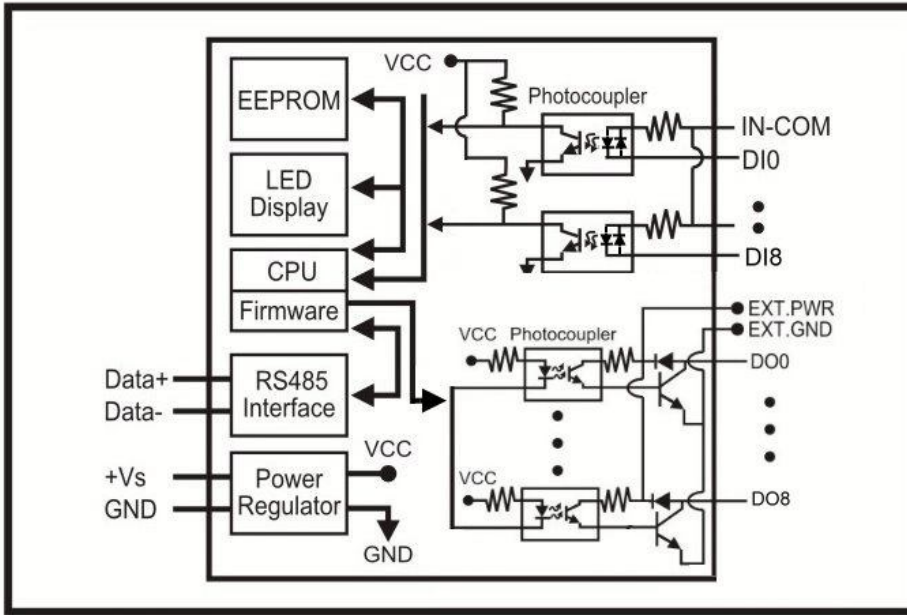 EEPROM
LED
Display
CPU
Firmware
RS485
Interface
Power
Regulator
Data+
Data-
+Vs
GND
VCC
GND
VCC
Photocoupler
IN-COM
DI0
DI8
EXT.PWR
EXT.GND
VCC
Photocoupler
DO0
VCC
DO8